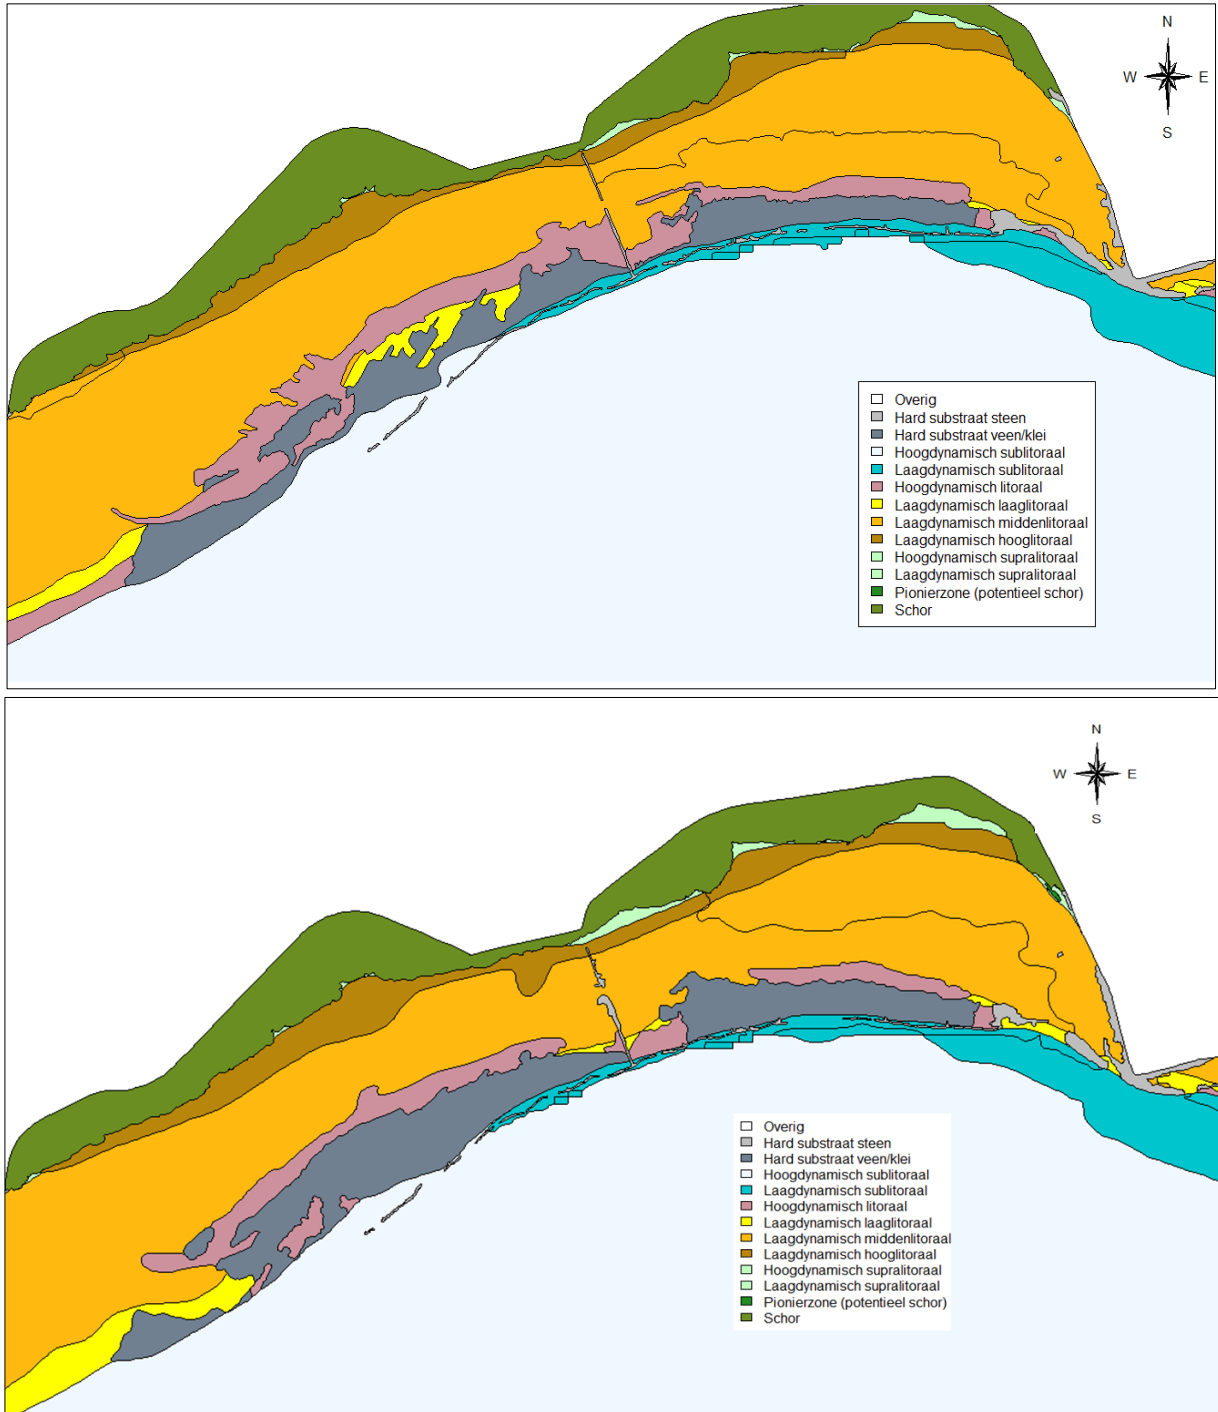 N
W E
S
Overig
Hard substraat steen
Hard substraat veen/klei
Hoogdynamisch sublitoraal
Laagdynamisch sublitoraal
Hoogdynamisch litoraal
Laagdynamisch laaglitoraal
Laagdynamisch middenlitoraal
Laagdynamisch hooglitoraal
Hoogdynamisch supralitoraal
Laagdynamisch supralitoraal
Pionierzone (potentieel schor)
Schor
N
W E
S
Overig
Hard substraat steen
Hard substraat veen/klei
Hoogdynamisch sublitoraal
Laagdynamisch sublitoraal
Hoogdynamisch litoraal
Laagdynamisch laaglitoraal
Laagdynamisch middenlitoraal
Laagdynamisch hooglitoraal
Hoogdynamisch supralitoraal
Laagdynamisch supralitoraal
Pionierzone (potentieel schor)
Schor